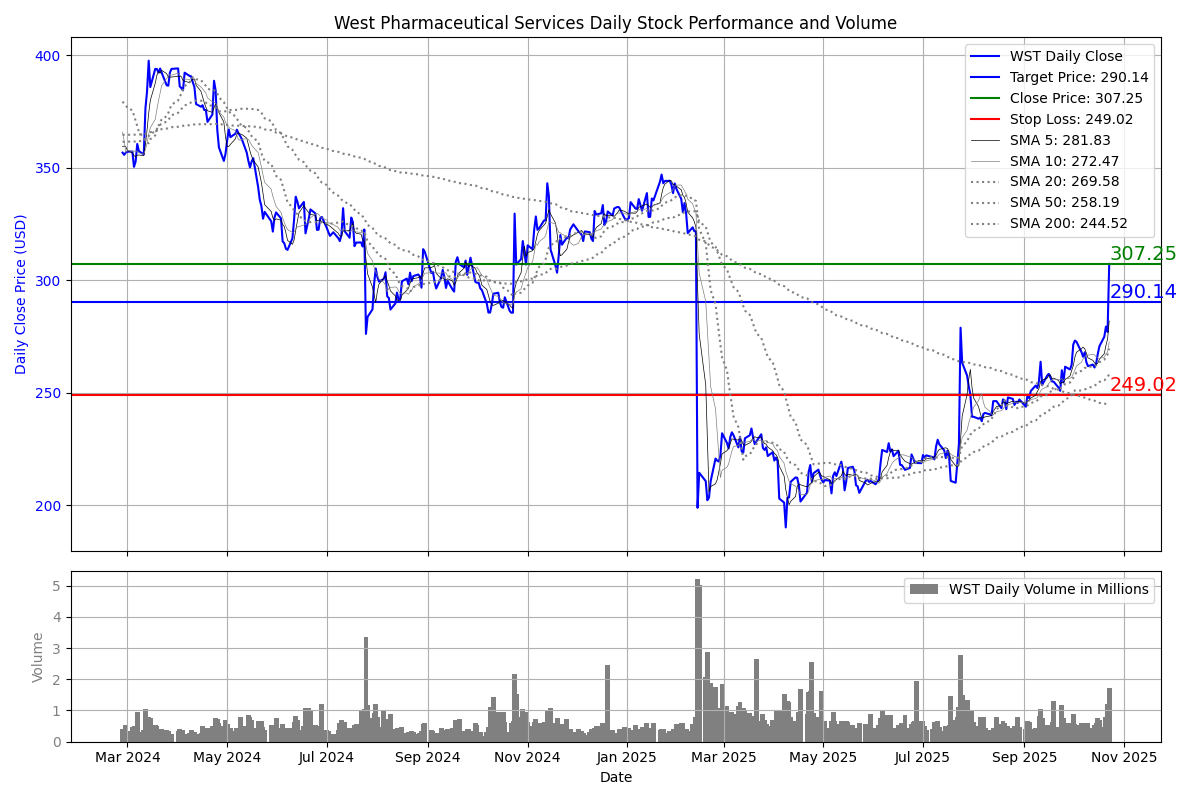 West Pharmaceutical Services Daily Stock Performance and Volume
Daily Close Price (USD)
400
350
300
250
200
WST Daily Close
Target Price: 290.14
Close Price: 307.25
Stop Loss: 249.02
SMA 5: 281.83
SMA 10: 272.47
SMA 20: 269.58
SMA 50: 258.19
SMA 200: 244.52
307.25
290.14
249.02
Volume
5
4
3
2
1
0
WST Daily Volume in Millions
Mar 2024 May 2024 Jul 2024 Sep 2024 Nov 2024 Jan 2025 Mar 2025 May 2025 Jul 2025 Sep 2025 Nov 2025
Date